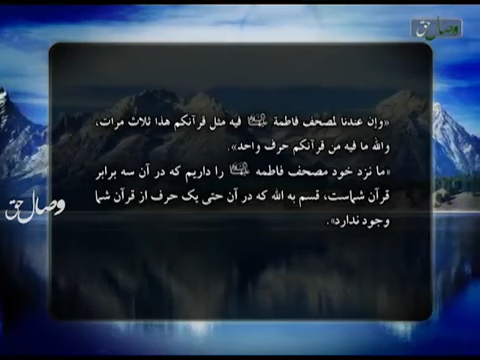 وصال حق
«وإن عندنا لمصحف فاطمة فيه مثل قرآنكم هذا ثلاث مرات،
والله ما فيه من قرآنكم حرف واحد».
«ما نزد خود مصحف فاطمه را داریم که در آن سه برابر
قرآن شماست، قسم به الله که در آن حتی یک حرف از قرآن شما
وجود ندارد».
وصال حق